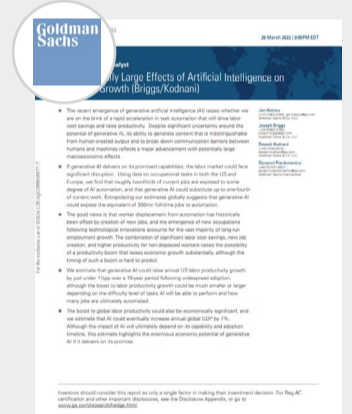 Goldman
Sachs
26 March 2023 | 9:05PM EDT
alyst
lly Large Effects of Artificial Intelligence on
Growth (Briggs/Kodnani)
The recent emergence of generative artificial intelligence (AI) raises whether we
are on the brink of a rapid acceleration in task automation that will drive labor
cost savings and raise productivity. Despite significant uncertainty around the
potential of generative AI, its ability to generate content that is indistinguishable
from human-created output and to break down communication barriers between
humans and machines reflects a major advancement with potentially large
macroeconomic effects.
If generative AI delivers on its promised capabilities, the labor market could face
significant disruption. Using data on occupational tasks in both the US and
Europe, we find that roughly two-thirds of current jobs are exposed to some
degree of AI automation, and that generative AI could substitute up to one-fourth
of current work. Extrapolating our estimates globally suggests that generative AI
could expose the equivalent of 300mn full-time jobs to automation.
The good news is that worker displacement from automation has historically
been offset by creation of new jobs, and the emergence of new occupations
following technological innovations accounts for the vast majority of long-run
employment growth. The combination of significant labor cost savings, new job
creation, and higher productivity for non-displaced workers raises the possibility
of a productivity boom that raises economic growth substantially, although the
timing of such a boom is hard to predict.
We estimate that generative AI could raise annual US labor productivity growth
by just under 1½pp over a 10-year period following widespread adoption,
although the boost to labor productivity growth could be much smaller or larger
depending on the difficulty level of tasks AI will be able to perform and how
many jobs are ultimately automated.
The boost to global labor productivity could also be economically significant, and
we estimate that AI could eventually increase annual global GDP by 7%.
Although the impact of AI will ultimately depend on its capability and adoption
timeline, this estimate highlights the enormous economic potential of generative
AI if it delivers on its promise.
Jan Hatzius
Joseph Briggs
Devesh Kodnani
Giovanni Pierdomenico
Investors should consider this report as only a single factor in making their investment decision. For Reg AC
certification and other important disclosures, see the Disclosure Appendix, or go to
www.gs.com/research/hedge.html.